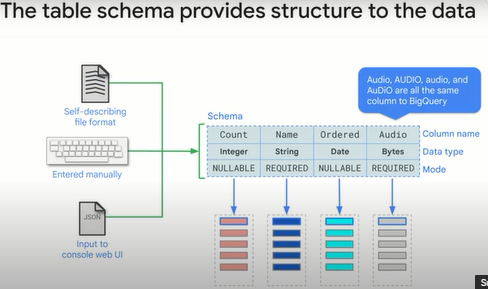 The table schema provides structure to the data
Audio, AUDIO, audio, and
AuDiO are all the same
column to BigQuery
Self-describing
file format
Entered manually
JSON
Input to
console web UI
Schema
Count Name Ordered Audio Column name
Integer String Date Bytes Data type
NULLABLE REQUIRED NULLABLE REQUIRED Mode